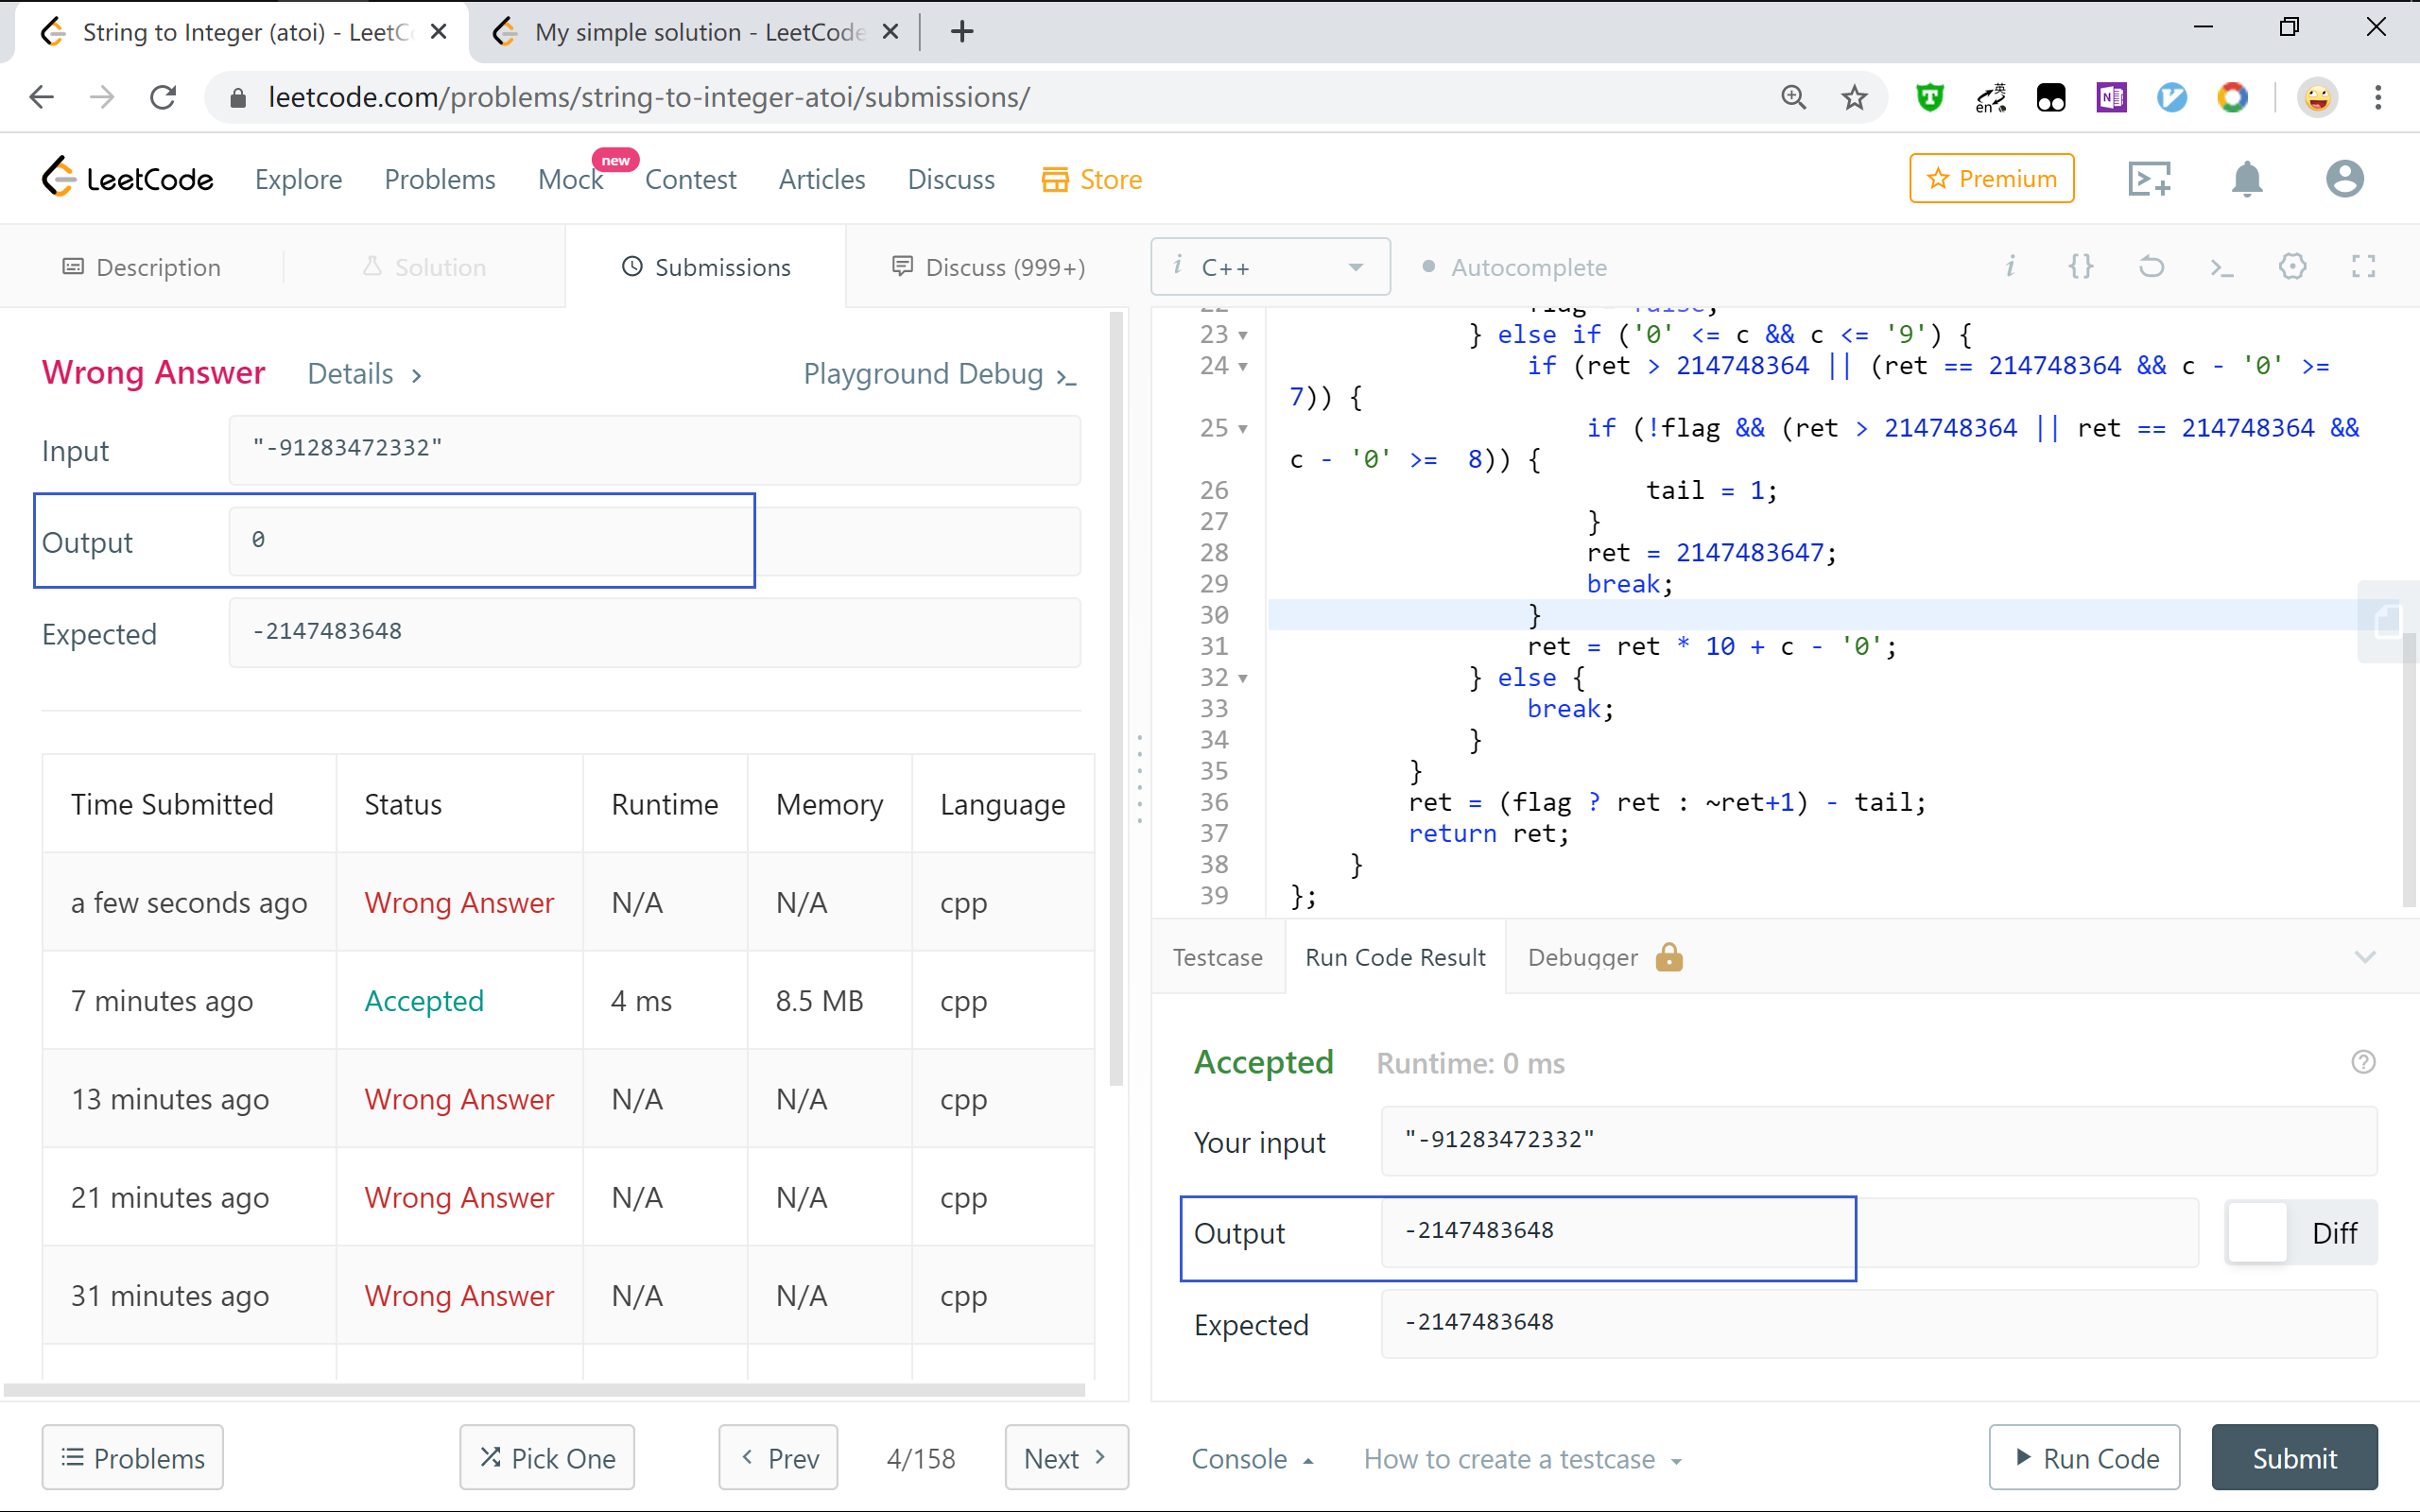 String to Integer (atoi) - LeetC
My simple solution - LeetCode
leetcode.com/problems/string-to-integer-atoi/submissions/
英
en
LeetCode
Explore
Problems
Mock
new
Contest
Articles
Discuss
Store
Premium
Description
Solution
Submissions
Discuss (999+)
i C++
Autocomplete
Wrong Answer
Details >
Playground Debug >_
Input
"-91283472332"
Output
0
Expected
-2147483648
Time Submitted Status Runtime Memory Language
a few seconds ago Wrong Answer N/A N/A cpp
7 minutes ago Accepted 4 ms 8.5 MB cpp
13 minutes ago Wrong Answer N/A N/A cpp
21 minutes ago Wrong Answer N/A N/A cpp
31 minutes ago Wrong Answer N/A N/A cpp
22 flag = false;
23 } else if ('0' <= c && c <= '9') {
24 if (ret > 214748364 || (ret == 214748364 && c - '0' >=
7)) {
25 if (!flag && (ret > 214748364 || ret == 214748364 &&
c - '0' >=  8)) {
26 tail = 1;
27 }
28 ret = 2147483647;
29 break;
30 }
31 ret = ret * 10 + c - '0';
32 } else {
33 break;
34 }
35 }
36 ret = (flag ? ret : ~ret+1) - tail;
37 return ret;
38 }
39 };
Testcase
Run Code Result
Debugger
Accepted
Runtime: 0 ms
Your input
"-91283472332"
Output
-2147483648
Diff
Expected
-2147483648
Problems
Pick One
< Prev
4/158
Next >
Console
How to create a testcase
Run Code
Submit